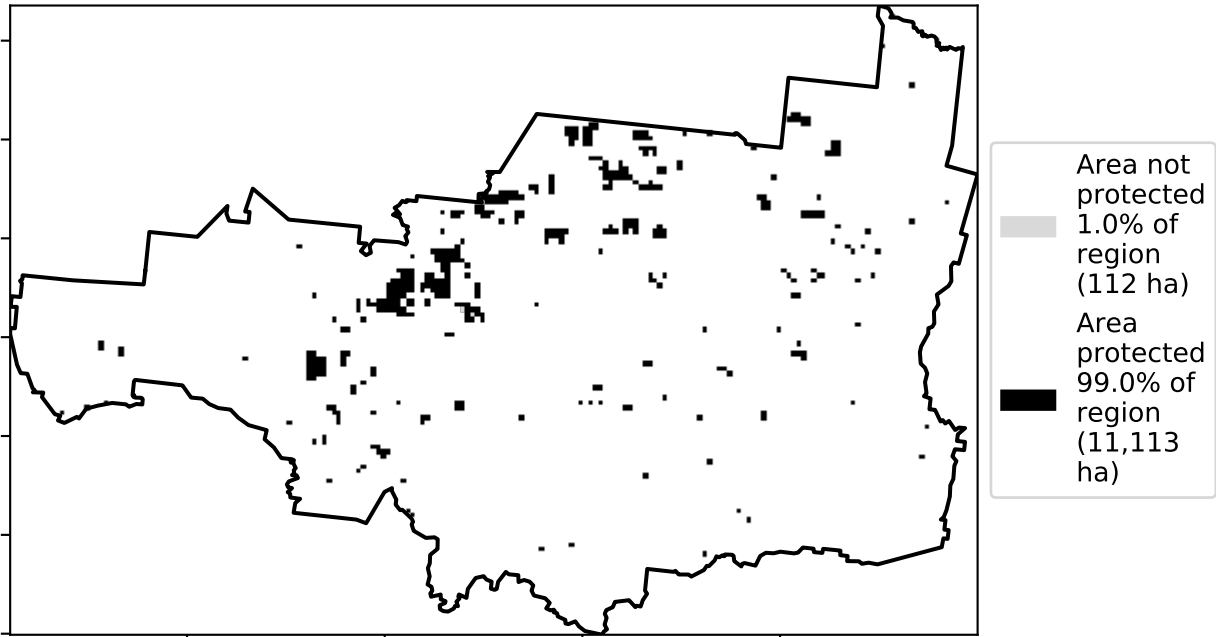 Area not
protected
1.0% of
region
(112 ha)
Area
protected
99.0% of
region
(11,113
ha)